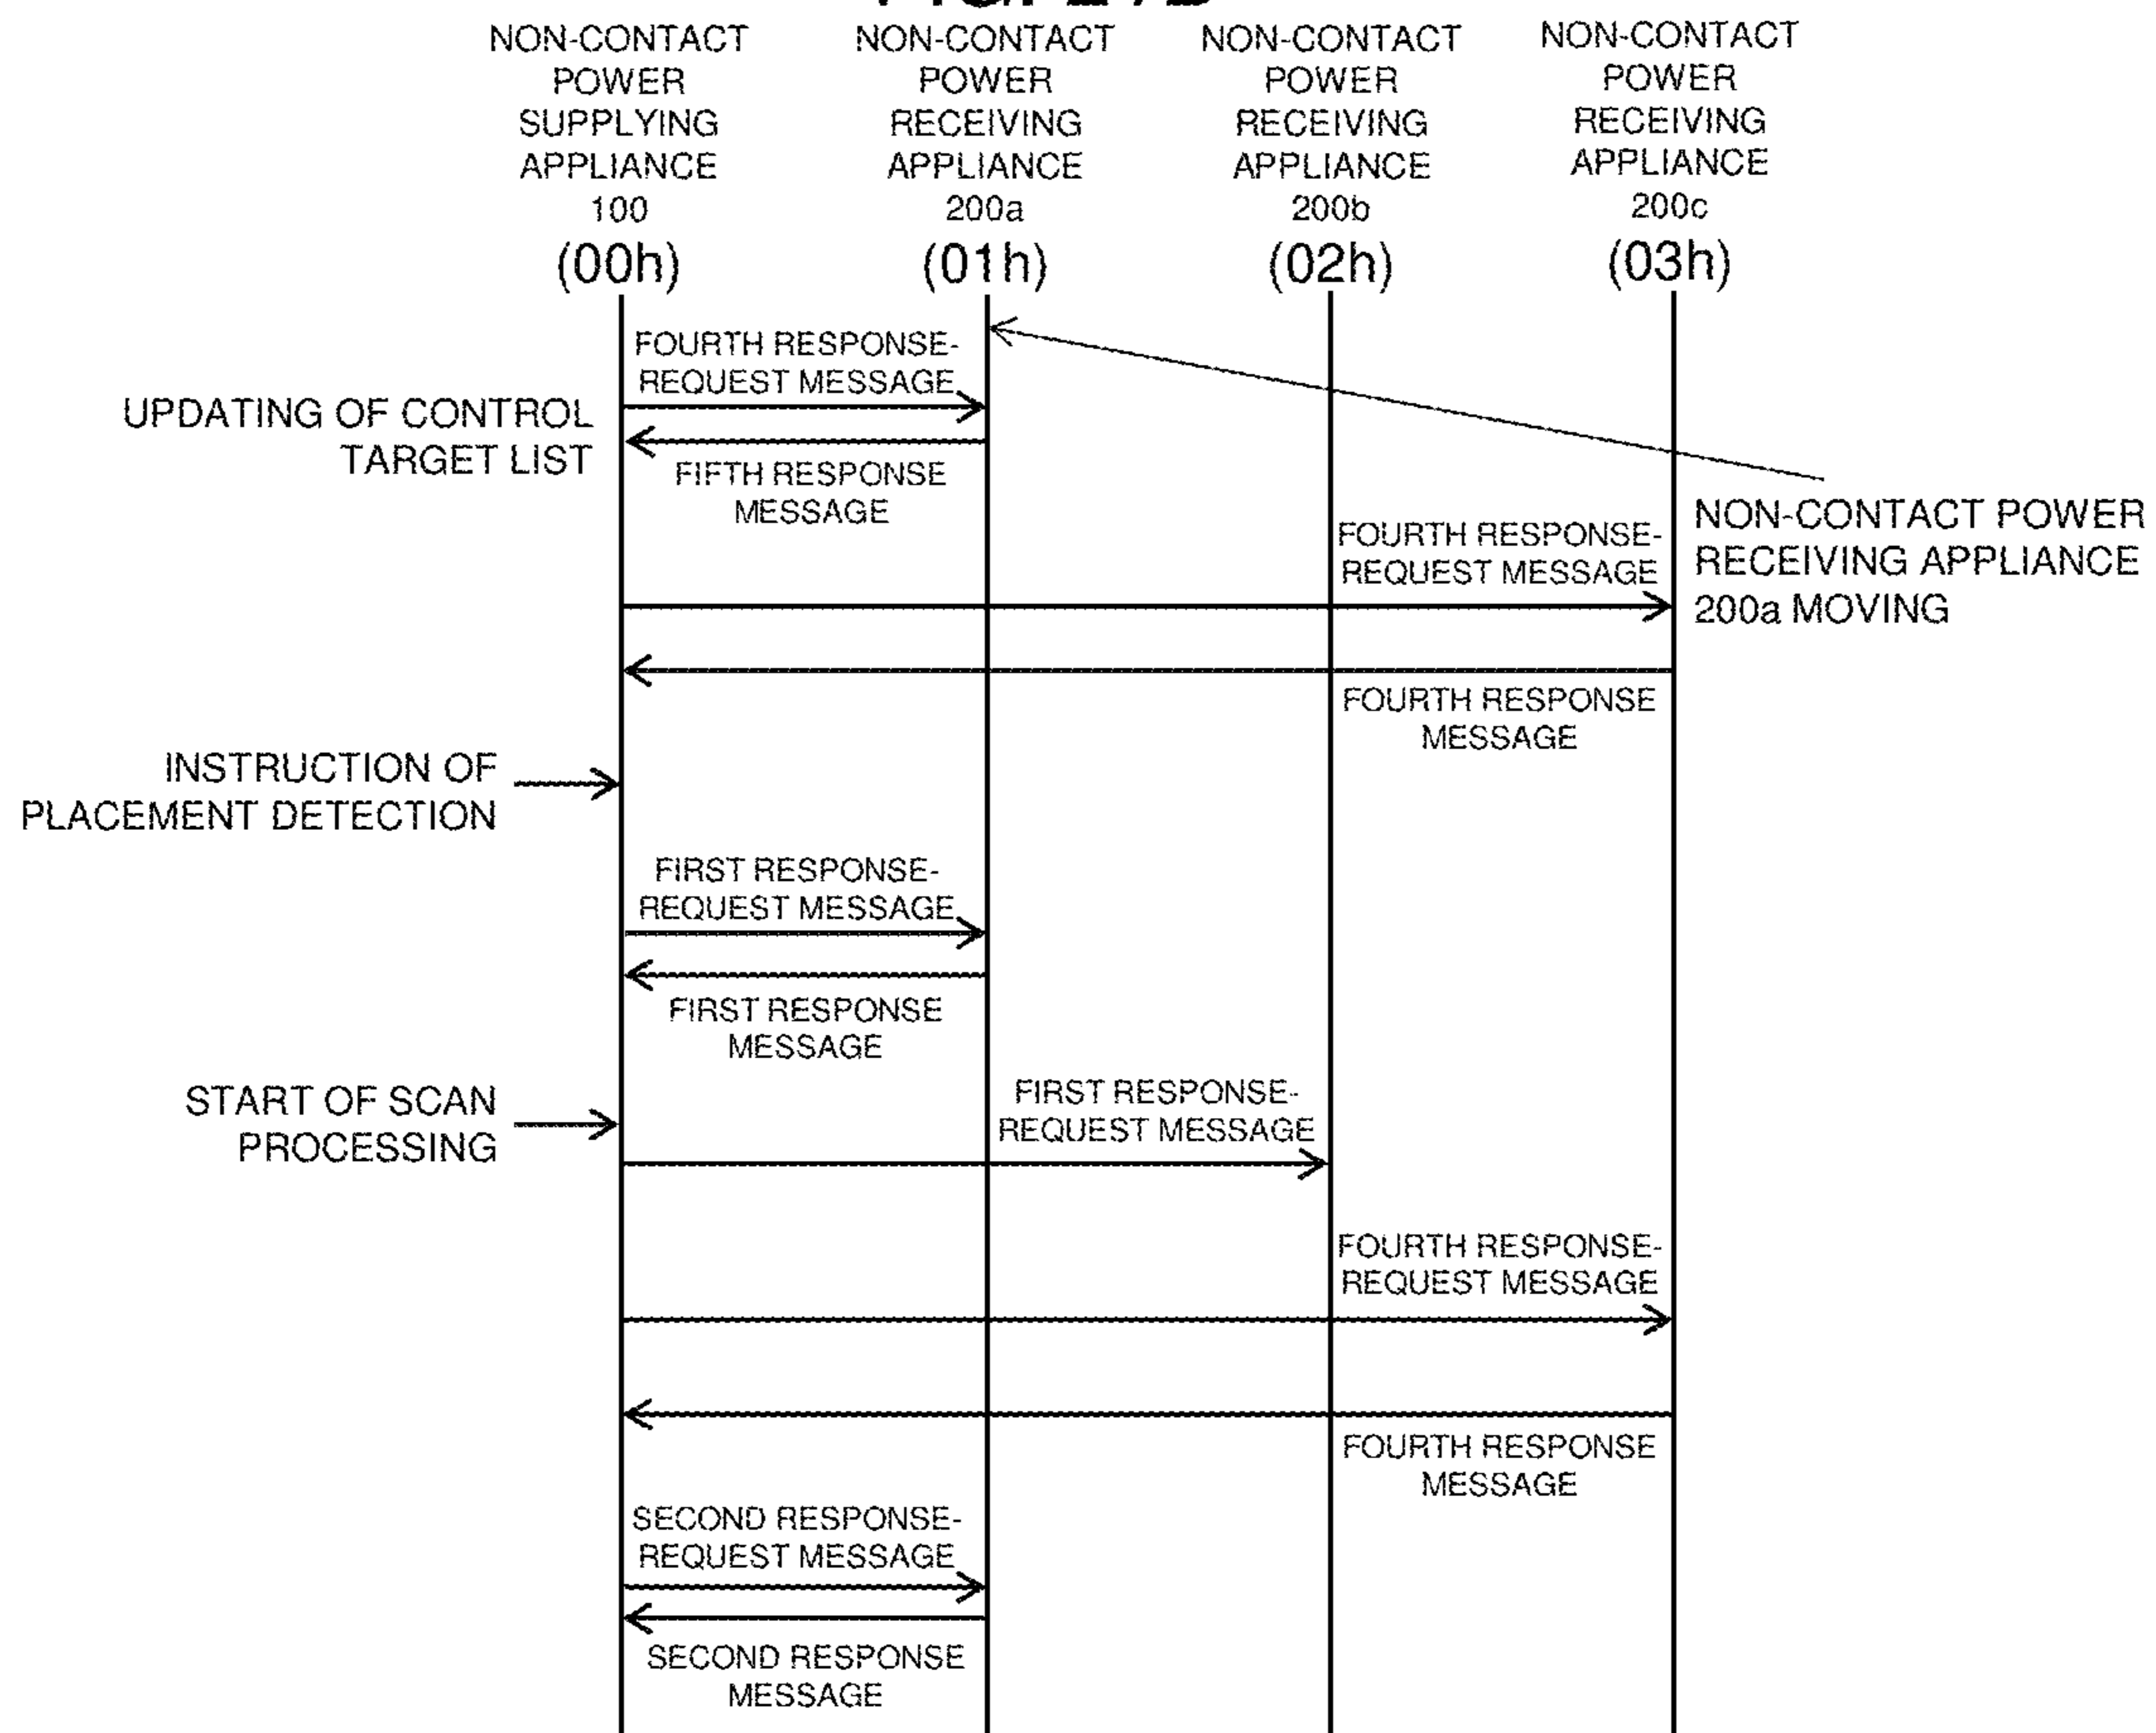 NON-CONTACT
POWER
SUPPLYING
APPLIANCE
100
(00h)
NON-CONTACT
POWER
RECEIVING
APPLIANCE
200a
(01h)
NON-CONTACT
POWER
RECEIVING
APPLIANCE
200b
(02h)
NON-CONTACT
POWER
RECEIVING
APPLIANCE
200c
(03h)
FOURTH RESPONSE-
REQUEST MESSAGE
UPDATING OF CONTROL
TARGET LIST
FIFTH RESPONSE
MESSAGE
NON-CONTACT POWER
RECEIVING APPLIANCE
200a MOVING
FOURTH RESPONSE-
REQUEST MESSAGE
FOURTH RESPONSE
MESSAGE
INSTRUCTION OF
PLACEMENT DETECTION
FIRST RESPONSE-
REQUEST MESSAGE
FIRST RESPONSE
MESSAGE
START OF SCAN
PROCESSING
FIRST RESPONSE-
REQUEST MESSAGE
FOURTH RESPONSE-
REQUEST MESSAGE
FOURTH RESPONSE
MESSAGE
SECOND RESPONSE-
REQUEST MESSAGE
SECOND RESPONSE
MESSAGE